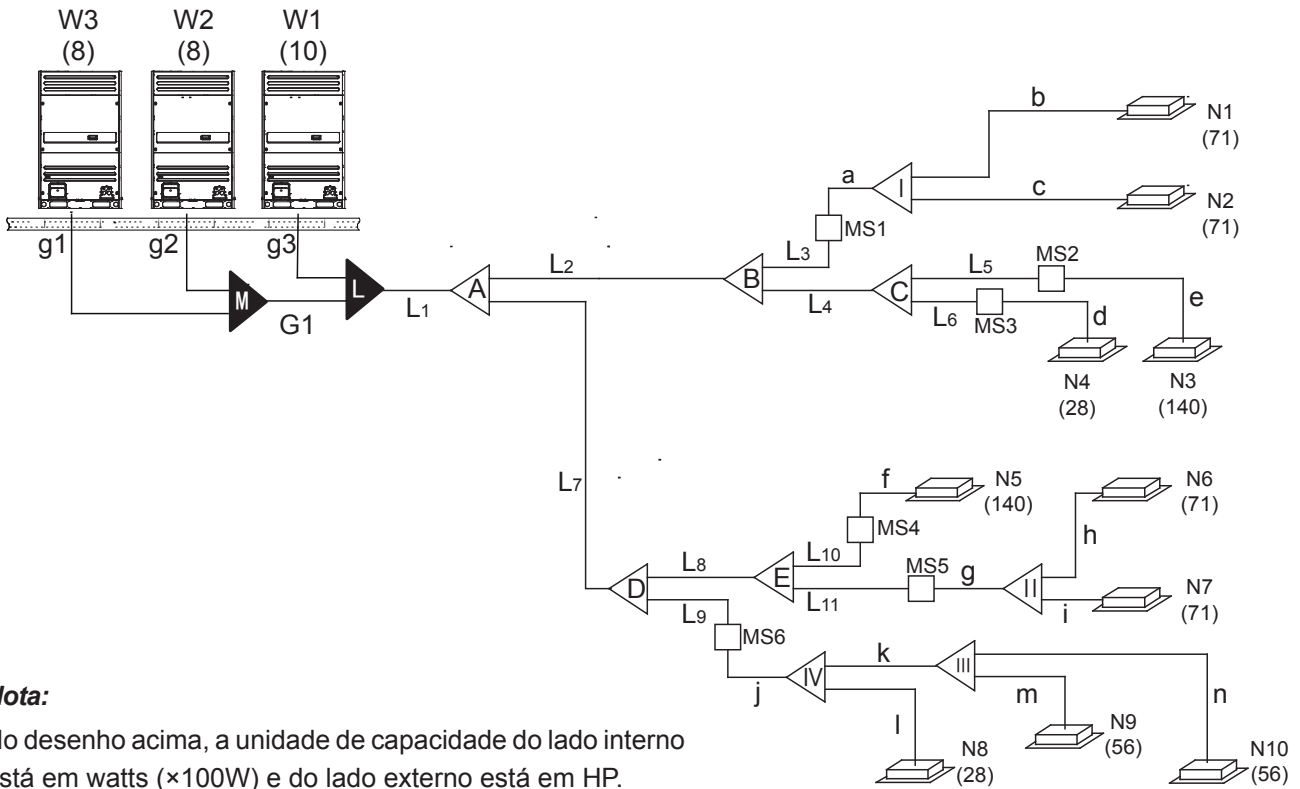 W3 W2 W1
(8) (8) (10)
g1 g2 g3
M
G1
L
L1
A
L2
B
L3
MS1
a
I
b
N1
(71)
c
N2
(71)
L4
C
L5
MS2
e
N3
(140)
L6
MS3
d
N4
(28)
L7
D
L8
E
L10
MS4
f
N5
(140)
L11
MS5
g
II
h
N6
(71)
i
N7
(71)
L9
MS6
j
IV
k
III
n
N10
(56)
m
N9
(56)
l
N8
(28)
lota:
lo desenho acima, a unidade de capacidade do lado interno
stá em watts (×100W) e do lado externo está em HP.